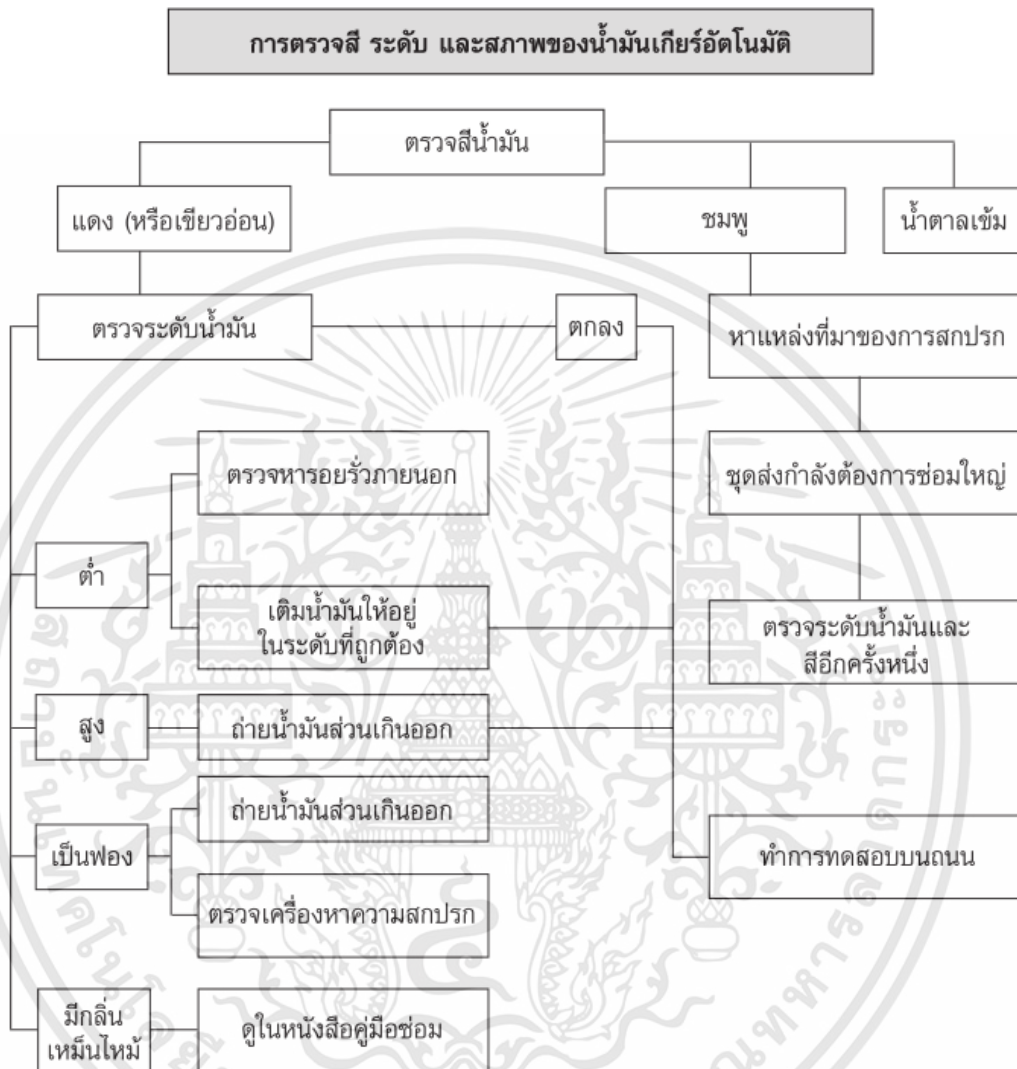 การตรวจสี ระดับ และสภาพของน้ำมันเกียร์อัตโนมัติ
ตรวจสีน้ำมัน
แดง (หรือเขียวอ่อน)
ชมพู
น้ำตาลเข้ม
ตรวจระดับน้ำมัน
ตกลง
หาแหล่งที่มาของการสกปรก
ตรวจหารอยรั่วภายนอก
ชุดส่งกำลังต้องการซ่อมใหญ่
ต่ำ
เติมน้ำมันให้อยู่
ในระดับที่ถูกต้อง
ตรวจระดับน้ำมันและ
สีอีกครั้งหนึ่ง
สูง
ถ่ายน้ำมันส่วนเกินออก
ถ่ายน้ำมันส่วนเกินออก
เป็นฟอง
ทำการทดสอบบนถนน
ตรวจเครื่องหาความสกปรก
มีกลิ่น
เหม็นไหม้
ดูในหนังสือคู่มือซ่อม